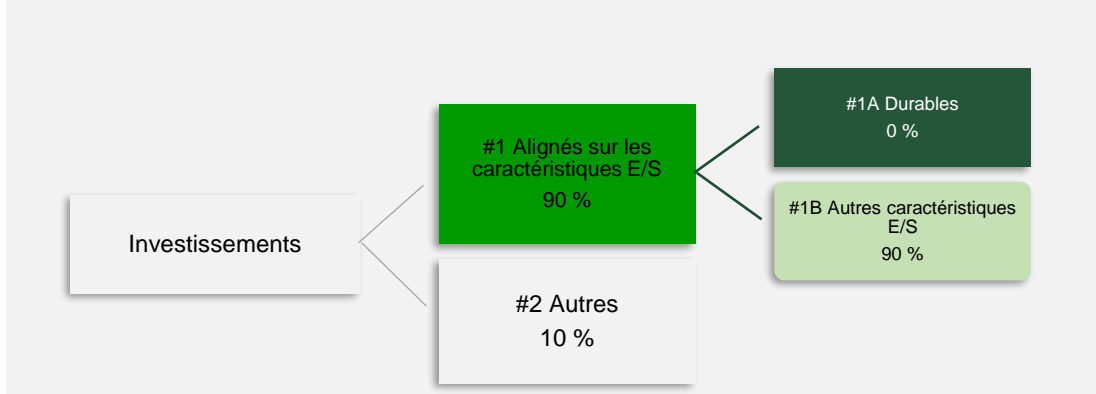 Investissements
#1 Alignés sur les
caractéristiques E/S
90 %
#2 Autres
10 %
#1A Durables
0 %
#1B Autres caractéristiques
E/S
90 %